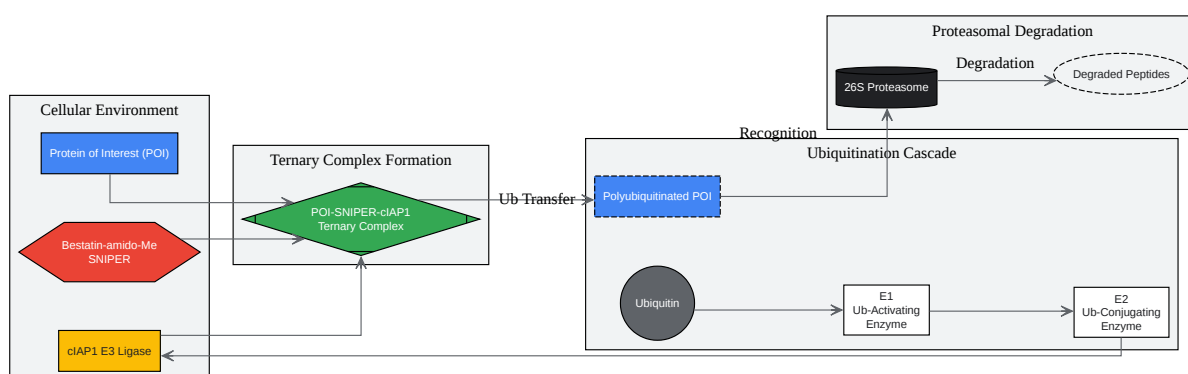 Proteasomal Degradation
Degradation
26S Proteasome
Degraded Peptides
Cellular Environment
Protein of Interest (POI)
Bestatin-amido-Me
SNIPER
cIAP1 E3 Ligase
Ternary Complex Formation
POI-SNIPER-cIAP1
Ternary Complex
Ub Transfer
Recognition
Ubiquitination Cascade
Polyubiquitinated POI
Ubiquitin
E1
Ub-Activating
Enzyme
E2
Ub-Conjugating
Enzyme